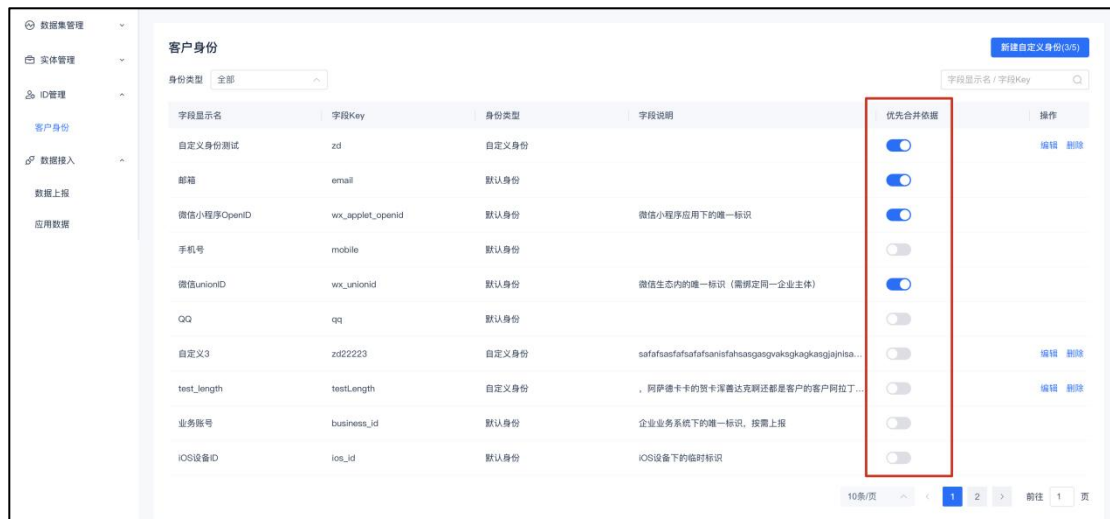 数据集管理
实体管理
ID管理
客户身份
数据接入
数据上报
应用数据
客户身份
新建自定义身份(3/5)
身份类型 全部
字段显示名 / 字段Key
字段显示名 字段Key 身份类型 字段说明 优先合并依据 操作
自定义身份测试 zd 自定义身份 编辑 删除
邮箱 email 默认身份
微信小程序OpenID wx_applet_openid 默认身份 微信小程序应用下的唯一标识
手机号 mobile 默认身份
微信unionID wx_unionid 默认身份 微信生态内的唯一标识（需绑定同一企业主体）
QQ qq 默认身份
自定义3 zd22223 自定义身份 safafsasfafsafafsanisfahsasgasgvaksgkagkasgjajnisa... 编辑 删除
test_length testLength 自定义身份 ，阿萨德卡卡的贺卡浑善达克啊还都是客户的客户阿拉丁... 编辑 删除
业务账号 business_id 默认身份 企业业务系统下的唯一标识，按需上报
iOS设备ID ios_id 默认身份 iOS设备下的临时标识
10条/页 1 2 前往 1 页